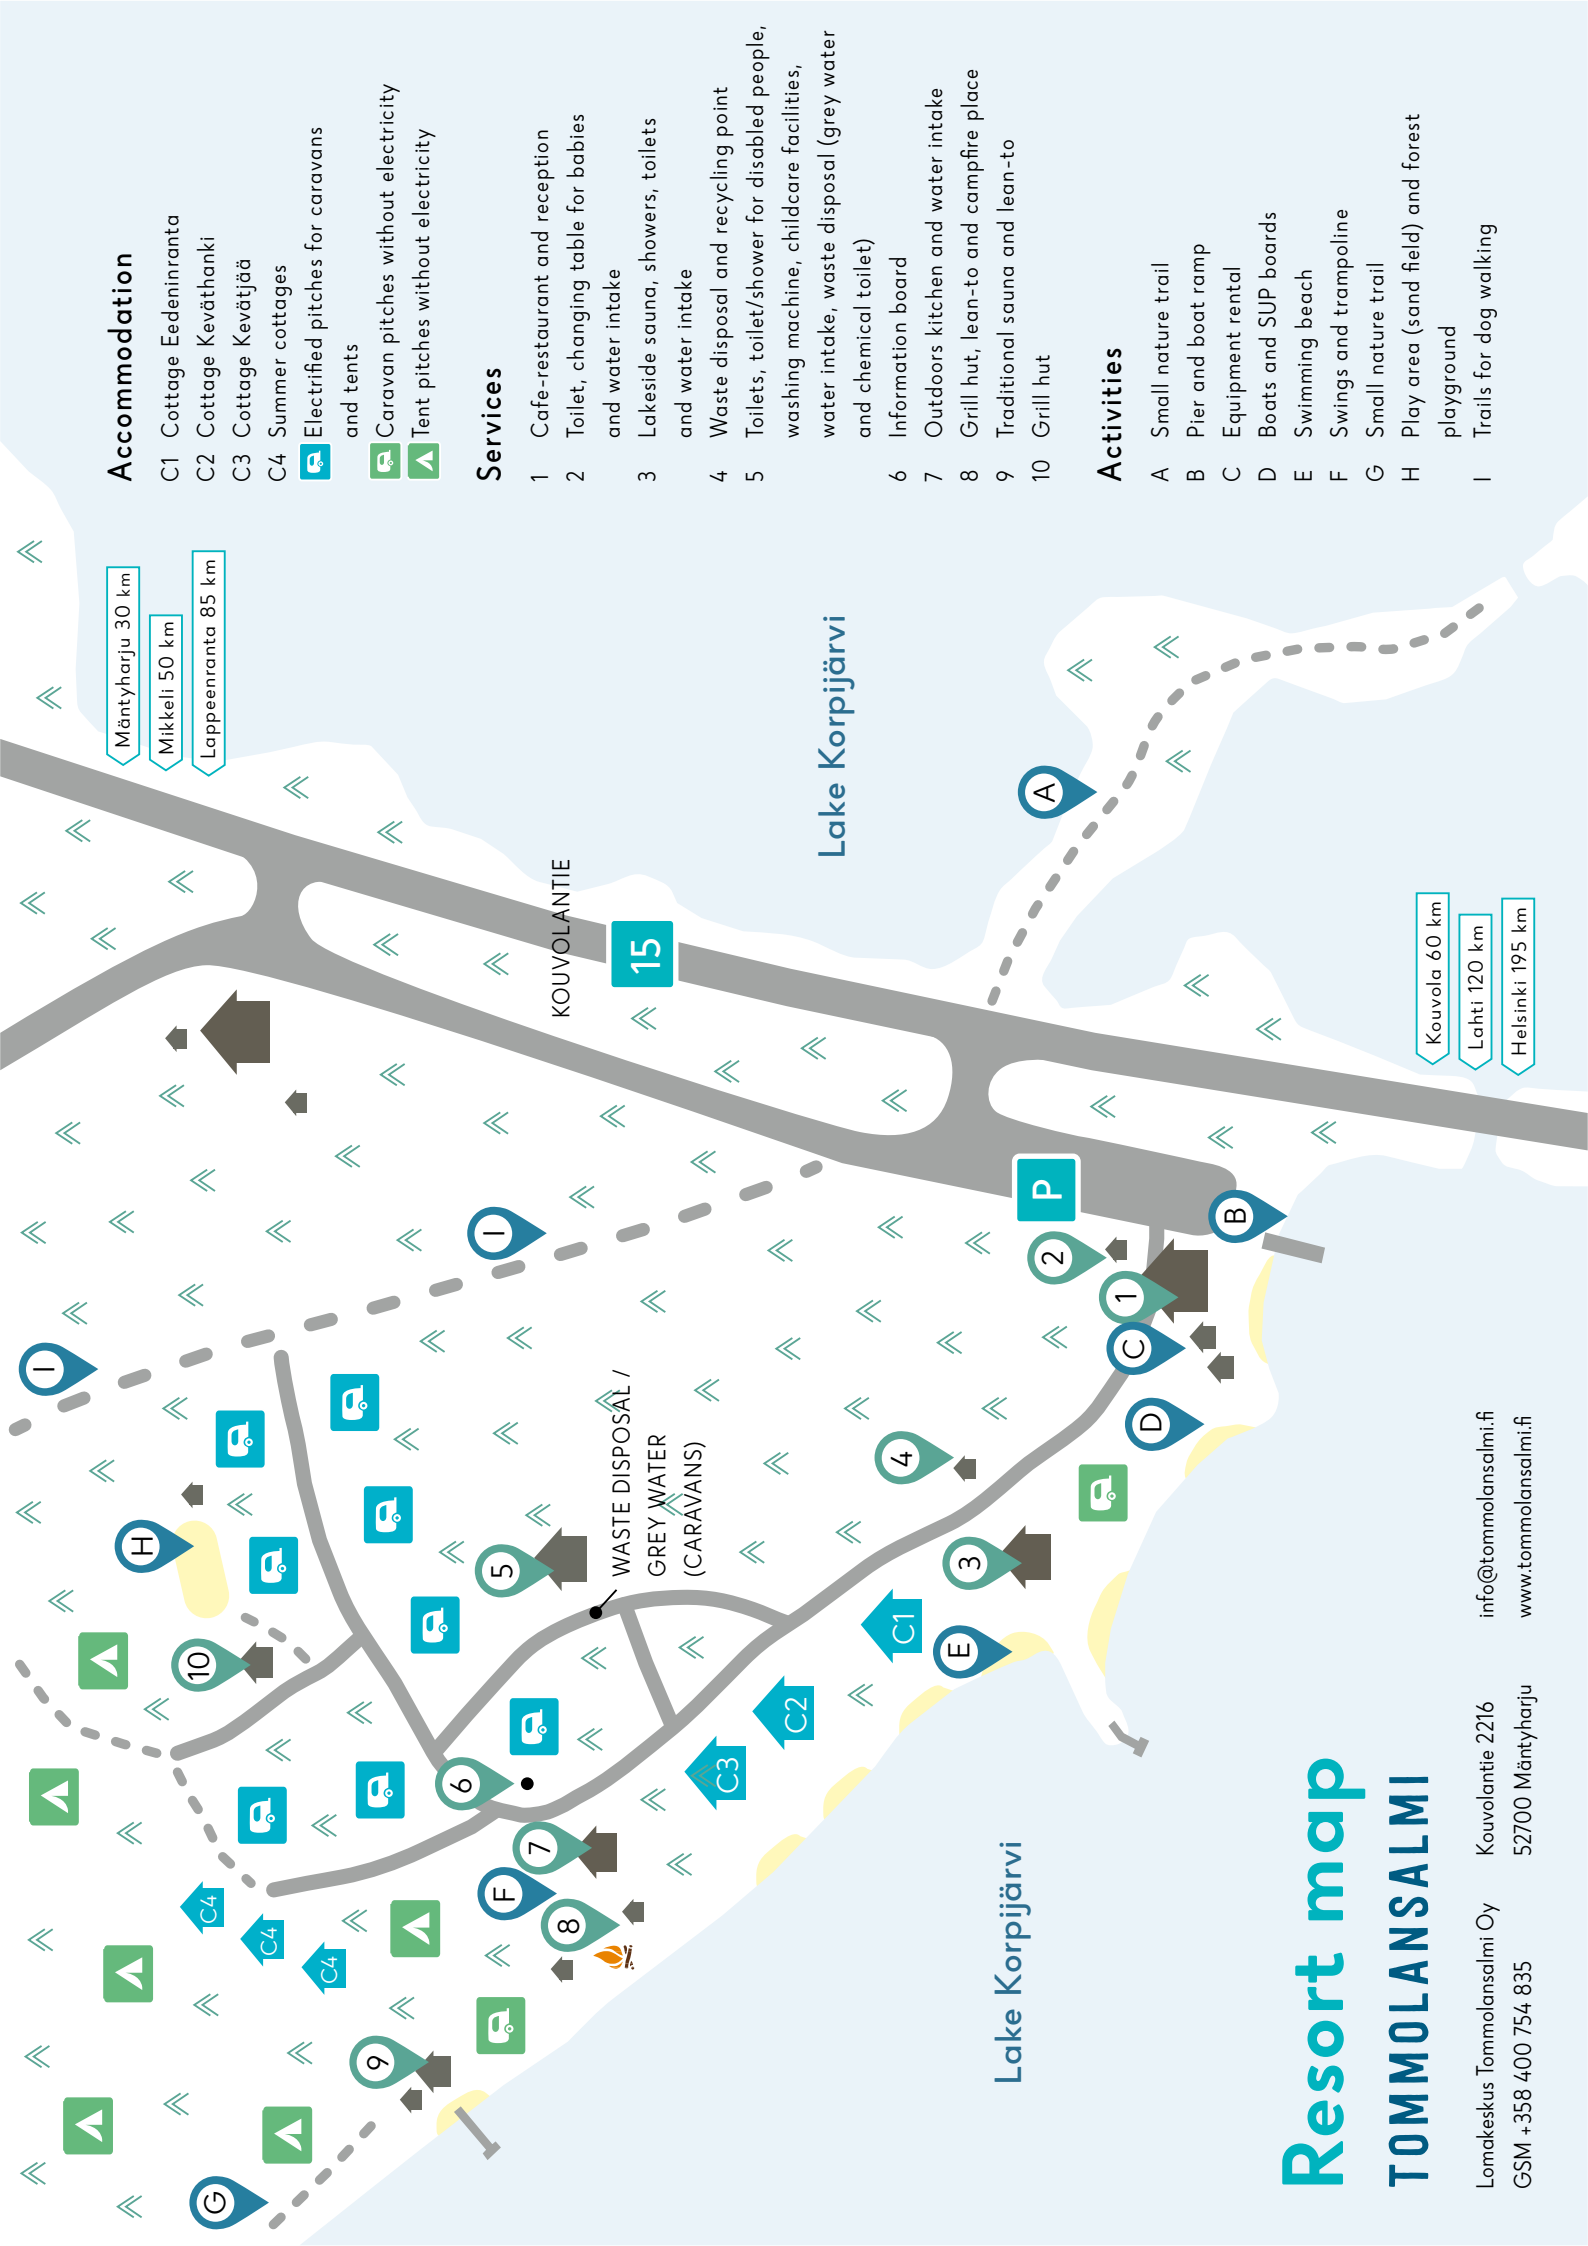 Accommodation
C1 Cottage Eedeninranta
C2 Cottage Keväthanki
C3 Cottage Kevätjää
C4 Summer cottages
Electrified pitches for caravans
and tents
Caravan pitches without electricity
Tent pitches without electricity
Services
1 Cafe-restaurant and reception
2 Toilet, changing table for babies
and water intake
3 Lakeside sauna, showers, toilets
and water intake
4 Waste disposal and recycling point
5 Toilets, toilet/shower for disabled people,
washing machine, childcare facilities,
water intake, waste disposal (grey water
and chemical toilet)
6 Information board
7 Outdoors kitchen and water intake
8 Grill hut, lean-to and campfire place
9 Traditional sauna and lean-to
10 Grill hut
Activities
A Small nature trail
B Pier and boat ramp
C Equipment rental
D Boats and SUP boards
E Swimming beach
F Swings and trampoline
G Small nature trail
H Play area (sand field) and forest
playground
I Trails for dog walking
Mäntyharju 30 km
Mikkeli 50 km
Lappeenranta 85 km
KOUVOLANTIE
15
Lake Korpijärvi
A
Kouvola 60 km
Lahti 120 km
Helsinki 195 km
I
I
P
B
2
1
C
D
4
H
5
WASTE DISPOSAL /
GREY WATER
(CARAVANS)
3
10
C1
E
C2
C3
6
7
F
8
C4
C4
C4
9
G
Lake Korpijärvi
Resort map
TOMMOLANSALMI
Lomakeskus Tommolansalmi Oy
GSM +358 400 754 835
Kouvolantie 2216
52700 Mäntyharju
info@tommolansalmi.fi
www.tommolansalmi.fi